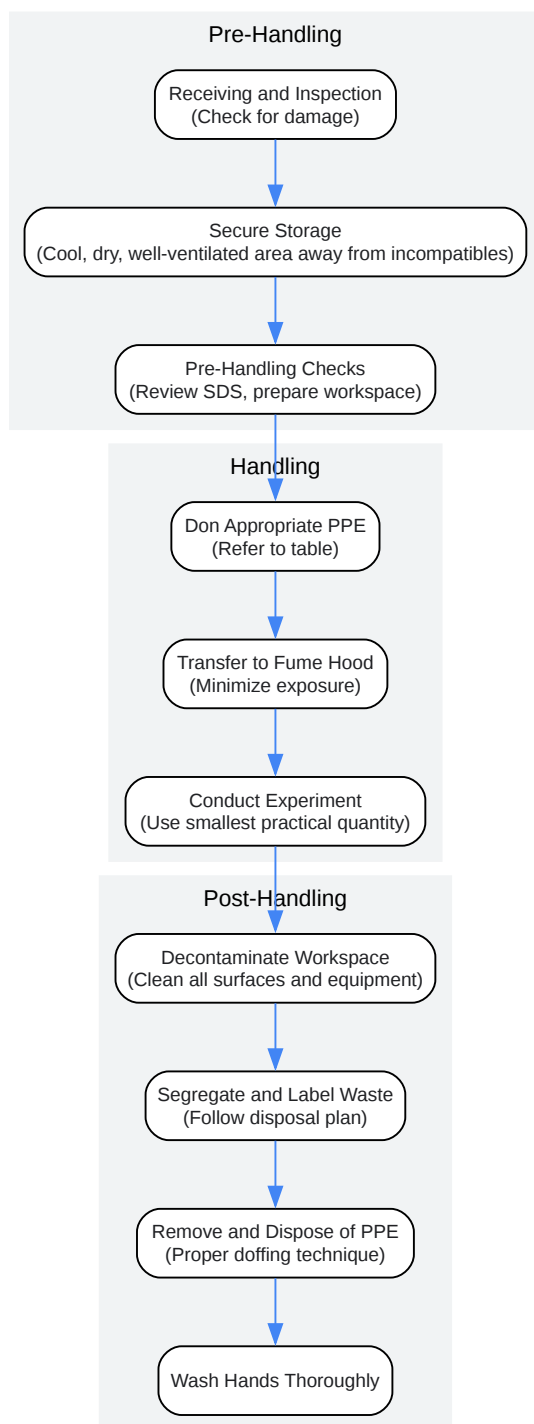 Pre-Handling
Receiving and Inspection
(Check for damage)
Secure Storage
(Cool, dry, well-ventilated area away from incompatibles)
Pre-Handling Checks
(Review SDS, prepare workspace)
Handling
Don Appropriate PPE
(Refer to table)
Transfer to Fume Hood
(Minimize exposure)
Conduct Experiment
(Use smallest practical quantity)
Post-Handling
Decontaminate Workspace
(Clean all surfaces and equipment)
Segregate and Label Waste
(Follow disposal plan)
Remove and Dispose of PPE
(Proper doffing technique)
Wash Hands Thoroughly